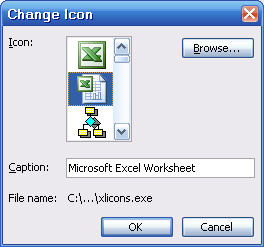 Change Icon
Icon:
Browse...
Caption:
Microsoft Excel Worksheet
File name: C:\...\xlicons.exe
OK Cancel